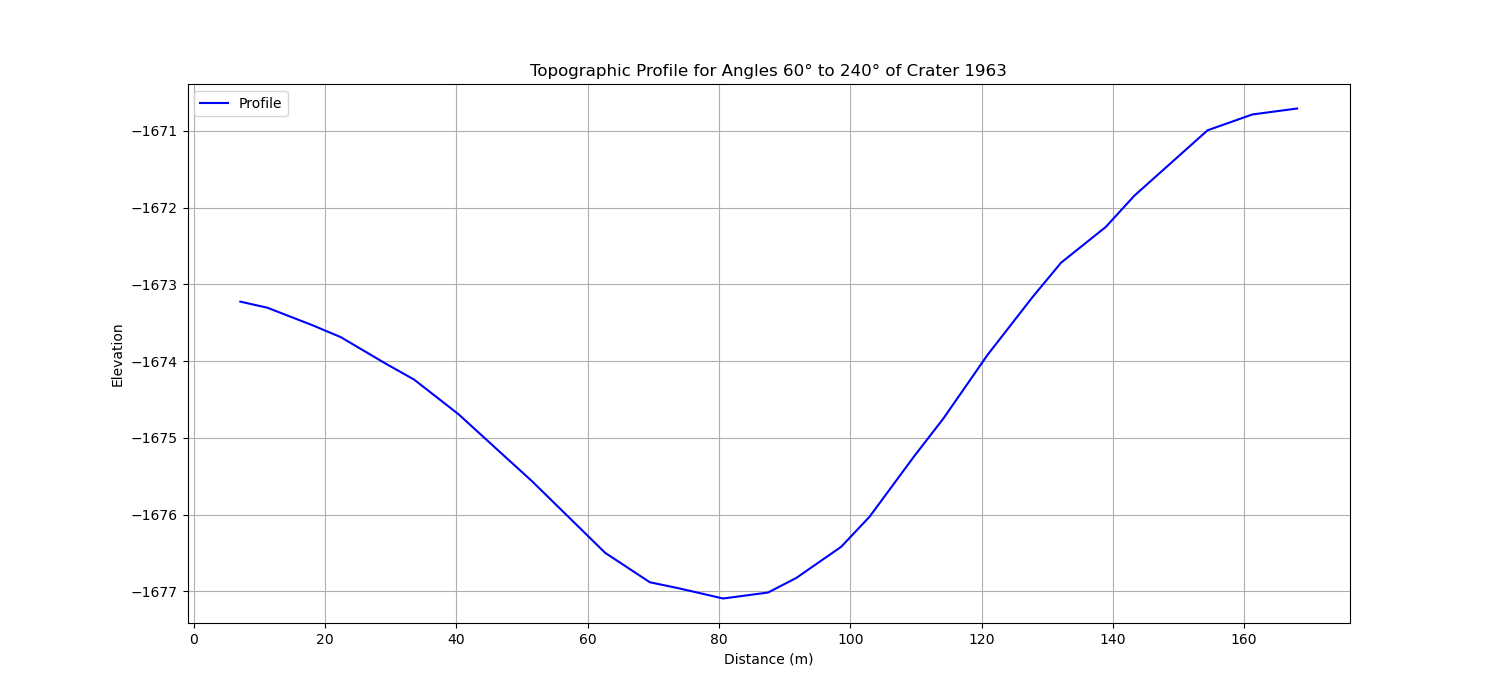 Topographic Profile for Angles 60° to 240° of Crater 1963
Profile
−1671
−1672
−1673
−1674
−1675
−1676
−1677
Elevation
0 20 40 60 80 100 120 140 160
Distance (m)